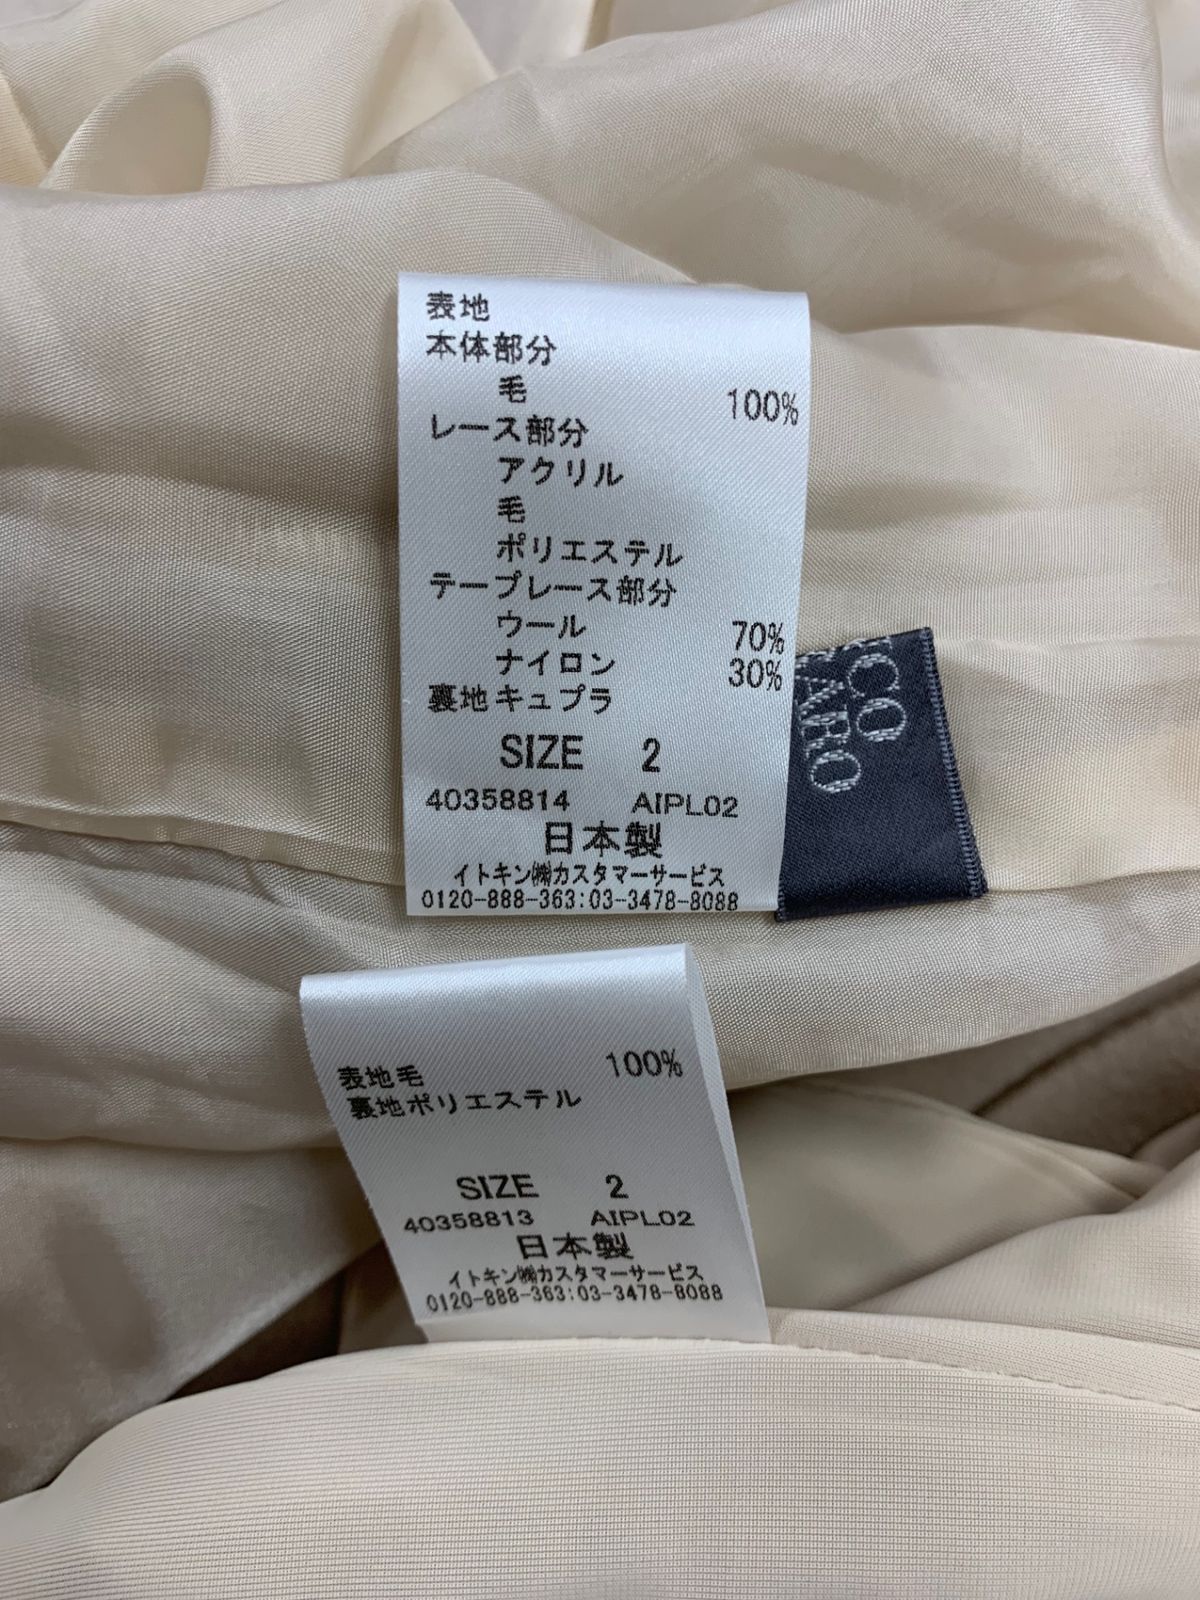 表地
本体部分
毛 100%
レース部分
アクリル
毛
ポリエステル
テープレース部分
ウール 70%
ナイロン 30%
裏地キュプラ
SIZE 2
40358814 AIPL02
日本製
イトキン㈱カスタマーサービス
0120-888-363:03-3478-8088
CO
ARO
表地毛 100%
裏地ポリエステル
SIZE 2
40358813 AIPL02
日本製
イトキン㈱カスタマーサービス
0120-888-363:03-3478-8088